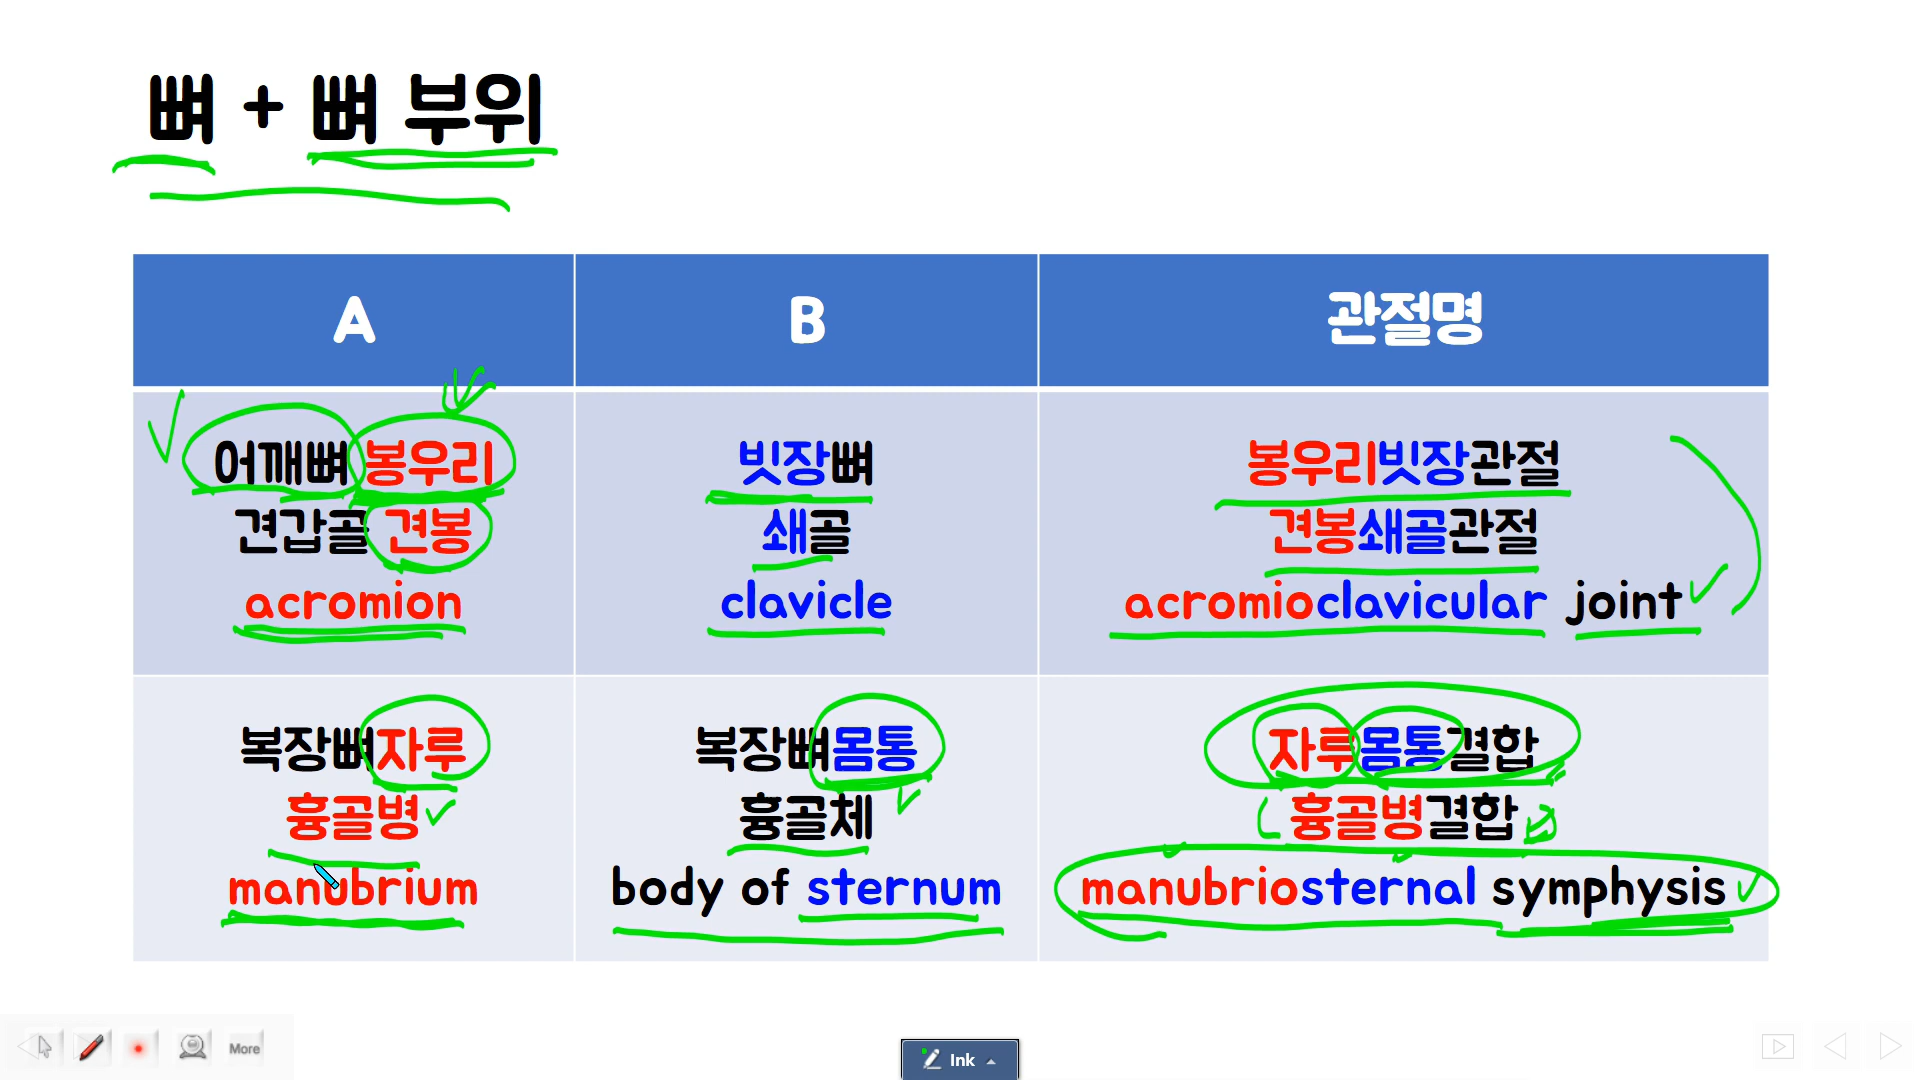 뼈 + 뼈 부위
A
B
관절명
어깨뼈 봉우리
견갑골 견봉
acromion
빗장뼈
쇄골
clavicle
봉우리빗장관절
견봉쇄골관절
acromioclavicular joint
복장뼈자루
흉골병
manubrium
복장뼈몸통
흉골체
body of sternum
자루몸통결합
흉골병결합
manubriosternal symphysis
More
Ink